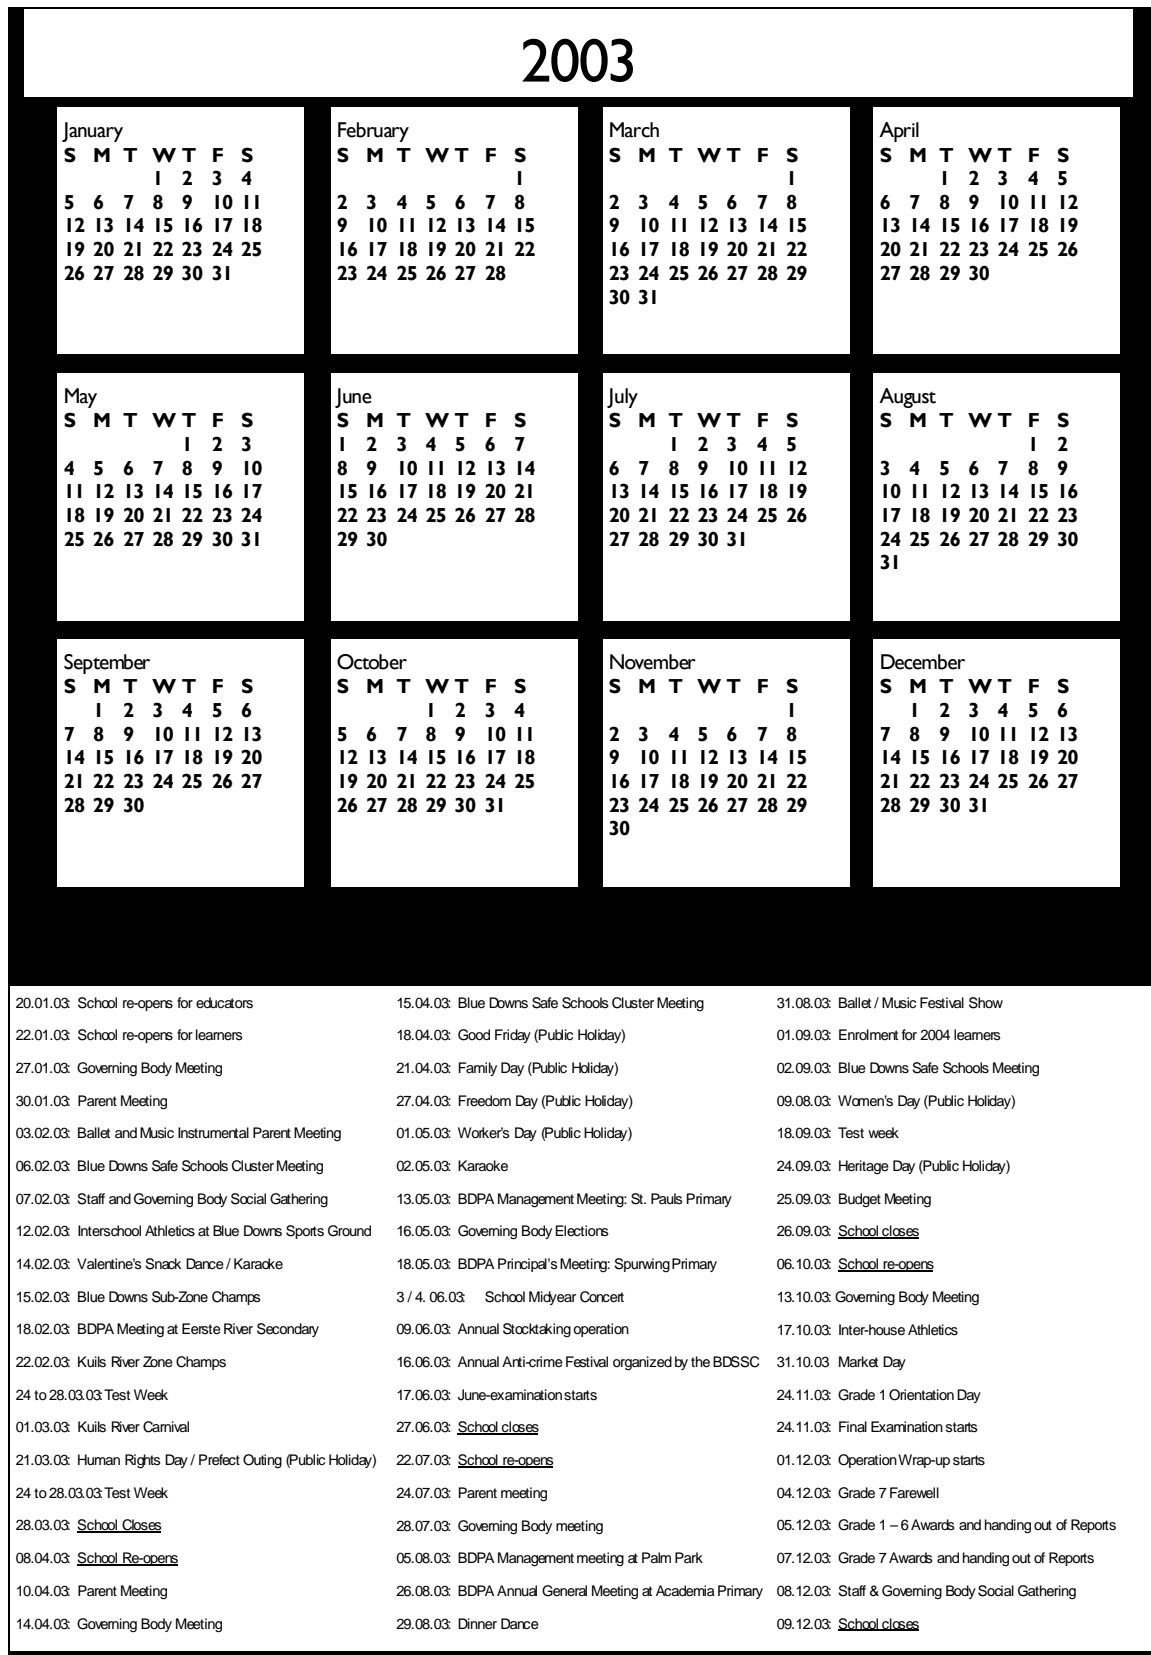 2003
January
S M T W T F S
1 2 3 4
5 6 7 8 9 10 11
12 13 14 15 16 17 18
19 20 21 22 23 24 25
26 27 28 29 30 31
February
S M T W T F S
1
2 3 4 5 6 7 8
9 10 11 12 13 14 15
16 17 18 19 20 21 22
23 24 25 26 27 28
March
S M T W T F S
1
2 3 4 5 6 7 8
9 10 11 12 13 14 15
16 17 18 19 20 21 22
23 24 25 26 27 28 29
30 31
April
S M T W T F S
1 2 3 4 5
6 7 8 9 10 11 12
13 14 15 16 17 18 19
20 21 22 23 24 25 26
27 28 29 30
May
S M T W T F S
1 2 3
4 5 6 7 8 9 10
11 12 13 14 15 16 17
18 19 20 21 22 23 24
25 26 27 28 29 30 31
June
S M T W T F S
1 2 3 4 5 6 7
8 9 10 11 12 13 14
15 16 17 18 19 20 21
22 23 24 25 26 27 28
29 30
July
S M T W T F S
1 2 3 4 5
6 7 8 9 10 11 12
13 14 15 16 17 18 19
20 21 22 23 24 25 26
27 28 29 30 31
August
S M T W T F S
1 2
3 4 5 6 7 8 9
10 11 12 13 14 15 16
17 18 19 20 21 22 23
24 25 26 27 28 29 30
31
September
S M T W T F S
1 2 3 4 5 6
7 8 9 10 11 12 13
14 15 16 17 18 19 20
21 22 23 24 25 26 27
28 29 30
October
S M T W T F S
1 2 3 4
5 6 7 8 9 10 11
12 13 14 15 16 17 18
19 20 21 22 23 24 25
26 27 28 29 30 31
November
S M T W T F S
1
2 3 4 5 6 7 8
9 10 11 12 13 14 15
16 17 18 19 20 21 22
23 24 25 26 27 28 29
30
December
S M T W T F S
1 2 3 4 5 6
7 8 9 10 11 12 13
14 15 16 17 18 19 20
21 22 23 24 25 26 27
28 29 30 31
20.01.03: School re-opens for educators
22.01.03: School re-opens for learners
27.01.03: Governing Body Meeting
30.01.03: Parent Meeting
03.02.03: Ballet and Music Instrumental Parent Meeting
06.02.03: Blue Downs Safe Schools Cluster Meeting
07.02.03: Staff and Governing Body Social Gathering
12.02.03: Interschool Athletics at Blue Downs Sports Ground
14.02.03: Valentine's Snack Dance / Karaoke
15.02.03: Blue Downs Sub-Zone Champs
18.02.03: BDPA Meeting at Eerste River Secondary
22.02.03: Kuils River Zone Champs
24 to 28.03.03: Test Week
01.03.03: Kuils River Carnival
21.03.03: Human Rights Day / Prefect Outing (Public Holiday)
24 to 28.03.03: Test Week
28.03.03: School Closes
08.04.03: School Re-opens
10.04.03: Parent Meeting
14.04.03: Governing Body Meeting
15.04.03: Blue Downs Safe Schools Cluster Meeting
18.04.03: Good Friday (Public Holiday)
21.04.03: Family Day (Public Holiday)
27.04.03: Freedom Day (Public Holiday)
01.05.03: Worker's Day (Public Holiday)
02.05.03: Karaoke
13.05.03: BDPA Management Meeting: St. Pauls Primary
16.05.03: Governing Body Elections
18.05.03: BDPA Principal's Meeting: Spurwing Primary
3 / 4. 06.03: School Midyear Concert
09.06.03: Annual Stocktaking operation
16.06.03: Annual Anti-crime Festival organized by the BDSSC
17.06.03: June-examination starts
27.06.03: School closes
22.07.03: School re-opens
24.07.03: Parent meeting
28.07.03: Governing Body meeting
05.08.03: BDPA Management meeting at Palm Park
26.08.03: BDPA Annual General Meeting at Academia Primary
29.08.03: Dinner Dance
31.08.03: Ballet / Music Festival Show
01.09.03: Enrolment for 2004 learners
02.09.03: Blue Downs Safe Schools Meeting
09.08.03: Women's Day (Public Holiday)
18.09.03: Test week
24.09.03: Heritage Day (Public Holiday)
25.09.03: Budget Meeting
26.09.03: School closes
06.10.03: School re-opens
13.10.03: Governing Body Meeting
17.10.03: Inter-house Athletics
31.10.03 Market Day
24.11.03: Grade 1 Orientation Day
24.11.03: Final Examination starts
01.12.03: Operation Wrap-up starts
04.12.03: Grade 7 Farewell
05.12.03: Grade 1 – 6 Awards and handing out of Reports
07.12.03: Grade 7 Awards and handing out of Reports
08.12.03: Staff & Governing Body Social Gathering
09.12.03: School closes